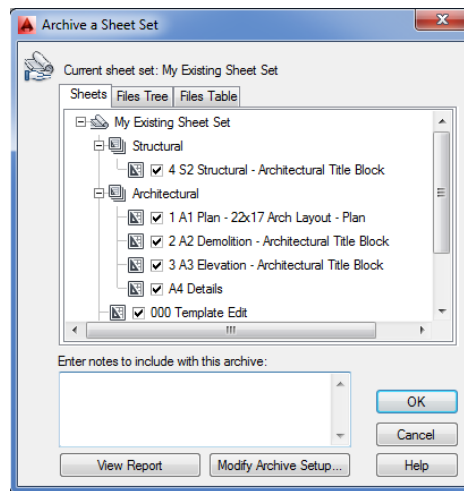 Archive a Sheet Set
Current sheet set: My Existing Sheet Set
Sheets Files Tree Files Table
My Existing Sheet Set
Structural
4 S2 Structural - Architectural Title Block
Architectural
1 A1 Plan - 22x17 Arch Layout - Plan
2 A2 Demolition - Architectural Title Block
3 A3 Elevation - Architectural Title Block
A4 Details
000 Template Edit
Enter notes to include with this archive:
OK
Cancel
View Report Modify Archive Setup... Help